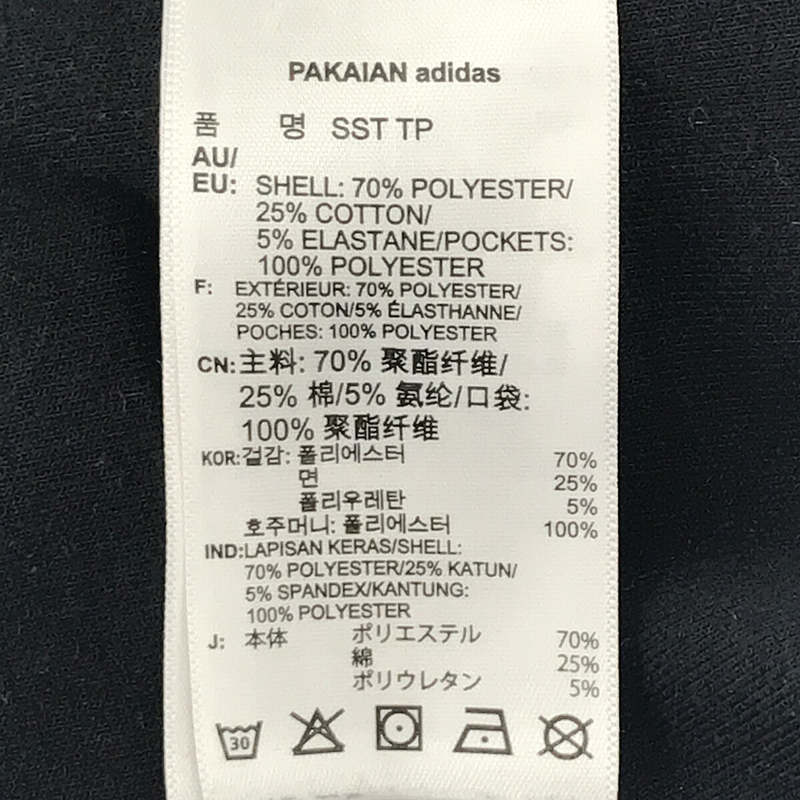 PAKAIAN adidas
품 명 SST TP
AU/
EU: SHELL: 70% POLYESTER/
25% COTTON/
5% ELASTANE/POCKETS:
100% POLYESTER
F: EXTÉRIEUR: 70% POLYESTER/
25% COTON/5% ÉLASTHANNE/
POCHES: 100% POLYESTER
CN: 主料: 70% 聚酯纤维/
25% 棉/5% 氨纶/口袋:
100% 聚酯纤维
KOR: 겉감: 폴리에스터 70%
면 25%
폴리우레탄 5%
호주머니: 폴리에스터 100%
IND: LAPISAN KERAS/SHELL:
70% POLYESTER/25% KATUN/
5% SPANDEX/KANTUNG:
100% POLYESTER
J: 本体 ポリエステル 70%
綿 25%
ポリウレタン 5%
30